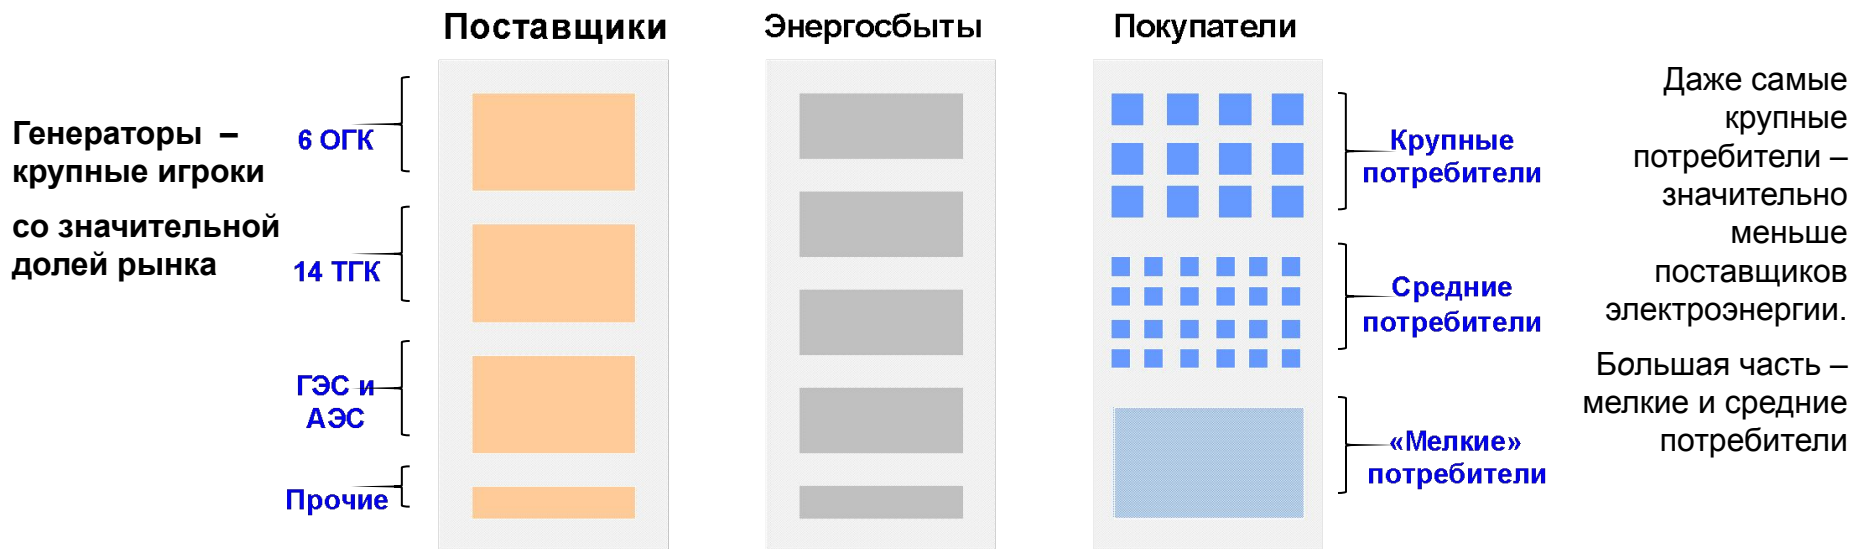 Поставщики
Энергосбыты
Покупатели
Генераторы –
крупные игроки
со значительной
долей рынка
6 ОГК
14 ТГК
ГЭС и
АЭС
Прочие
Крупные
потребители
Средние
потребители
«Мелкие»
потребители
Даже самые
крупные
потребители –
значительно
меньше
поставщиков
электроэнергии.
Большая часть –
мелкие и средние
потребители